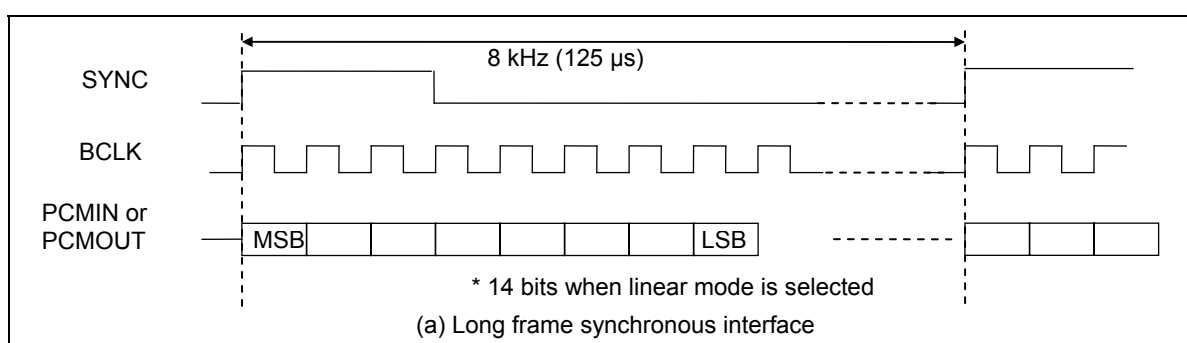 8 kHz (125 µs)
SYNC
BCLK
PCMIN or
PCMOUT
MSB
LSB
* 14 bits when linear mode is selected
(a) Long frame synchronous interface